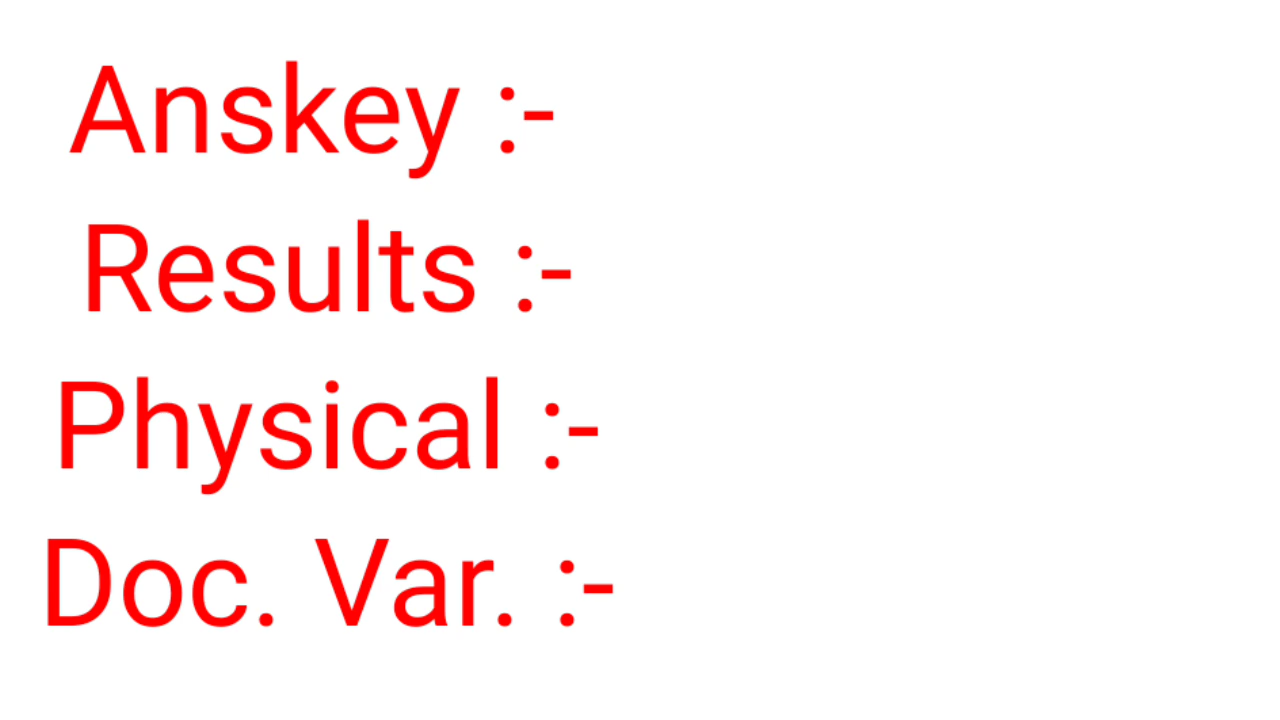 Anskey :-
Results :-
Physical :-
Doc. Var. :-